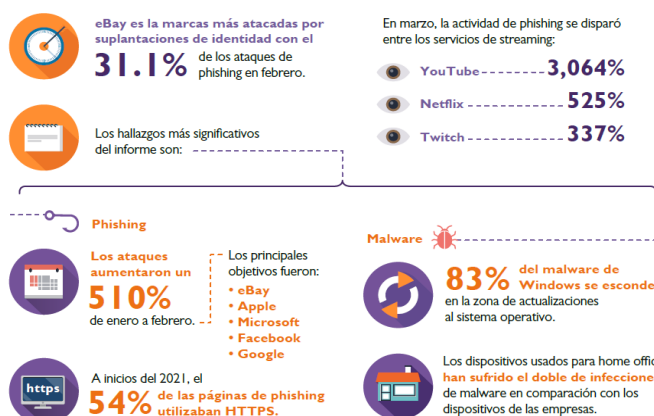 eBay es la marcas más atacadas por
suplantaciones de identidad con el
31.1% de los ataques de
phishing en febrero.
En marzo, la actividad de phishing se disparó
entre los servicios de streaming:
YouTube 3,064%
Netflix 525%
Twitch 337%
Los hallazgos más significativos
del informe son:
Phishing
Los ataques
aumentaron un
510%
de enero a febrero.
Los principales
objetivos fueron:
• eBay
• Apple
• Microsoft
• Facebook
• Google
https
A inicios del 2021, el
54% de las páginas de phishing
utilizaban HTTPS.
Malware
83% del malware de
Windows se esconde
en la zona de actualizaciones
al sistema operativo.
Los dispositivos usados para home offic
han sufrido el doble de infeccione
de malware en comparación con los
dispositivos de las empresas.